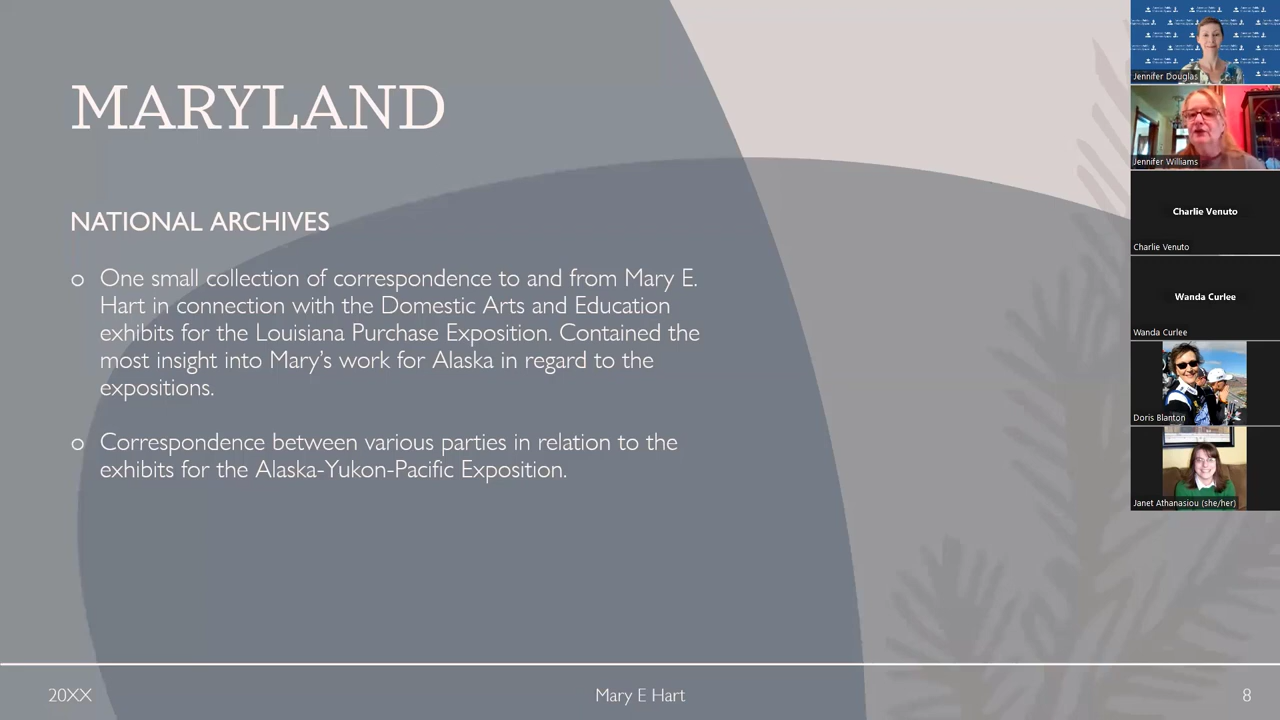 MARYLAND
NATIONAL ARCHIVES
o One small collection of correspondence to and from Mary E.
Hart in connection with the Domestic Arts and Education
exhibits for the Louisiana Purchase Exposition. Contained the
most insight into Mary’s work for Alaska in regard to the
expositions.
o Correspondence between various parties in relation to the
exhibits for the Alaska-Yukon-Pacific Exposition.
20XX
Mary E Hart
8
Jennifer Douglas
Jennifer Williams
Charlie Venuto
Charlie Venuto
Wanda Curlee
Wanda Curlee
Doris Blanton
Janet Athanasiou (she/her)